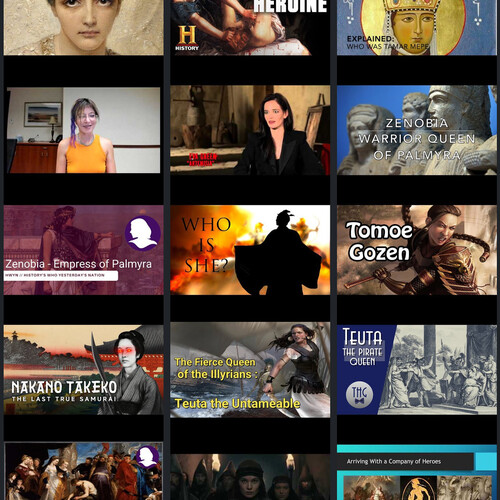 HEROINE
H
HISTORY
EXPLAINED:
WHO WAS TAMAR MEPE
ZENOBIA
WARRIOR QUEEN
OF PALMYRA
Zenobia - Empress of Palmyra
HWYN // HISTORY'S WHO YESTERDAY'S NATION
WHO
IS
SHE?
Tomoe
Gozen
NAKANO TAKEKO
THE LAST TRUE SAMURAI
The Fierce Queen
of the Illyrians :
Teuta the Untameable
TEUTA
THE PIRATE
QUEEN
THG
Arriving With a Company of Heroes